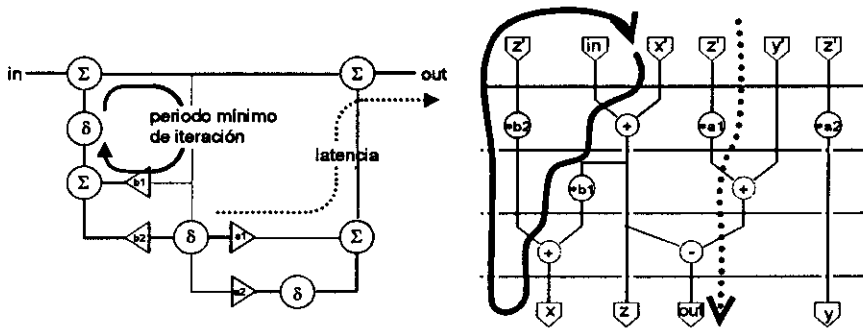 in
Σ
Σ
out
δ
periodo mínimo
de iteración
latencia
Σ
b1
b2
δ
a1
Σ
a2
δ
z'
in
x'
z'
y'
z'
*b2
+
*a1
*a2
*b1
+
+
-
x
z
out
y